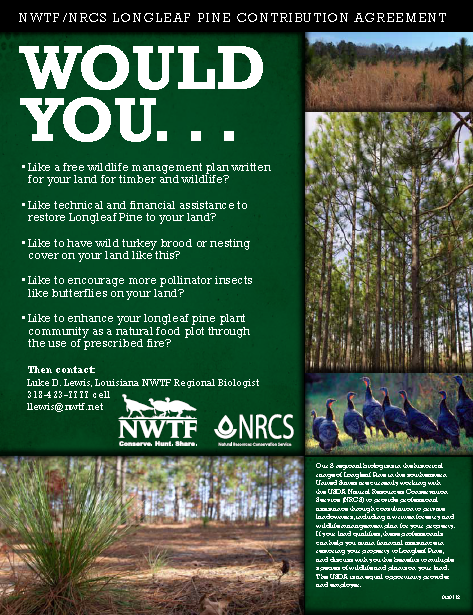 NWTF/NRCS LONGLEAF PINE CONTRIBUTION AGREEMENT
WOULD
YOU. . .
• Like a free wildlife management plan written
for your land for timber and wildlife?
• Like technical and financial assistance to
restore Longleaf Pine to your land?
• Like to have wild turkey brood or nesting
cover on your land like this?
• Like to encourage more pollinator insects
like butterflies on your land?
• Like to enhance your longleaf pine plant
community as a natural food plot through
the use of prescribed fire?
Then contact:
Luke D. Lewis, Louisiana NWTF Regional Biologist
318-423-7777 cell
llewis@nwtf.net
NWTF
Conserve. Hunt. Share.
NRCS
Natural Resources Conservation Service
Our 3 regional biologists in the historical
range of Longleaf Pine in the southeastern
United States are currently working with
the USDA Natural Resources Conservation
Service (NRCS) to provide professional
assistance through consultation to private
landowners, including a written forestry and
wildlife management plan for your property.
If your land qualifies, these professionals
can help you obtain financial assistance in
restoring your property to Longleaf Pine,
and discuss with you the benefits to multiple
species of wildlife and plants on your land.
The USDA is an equal opportunity provider
and employer.